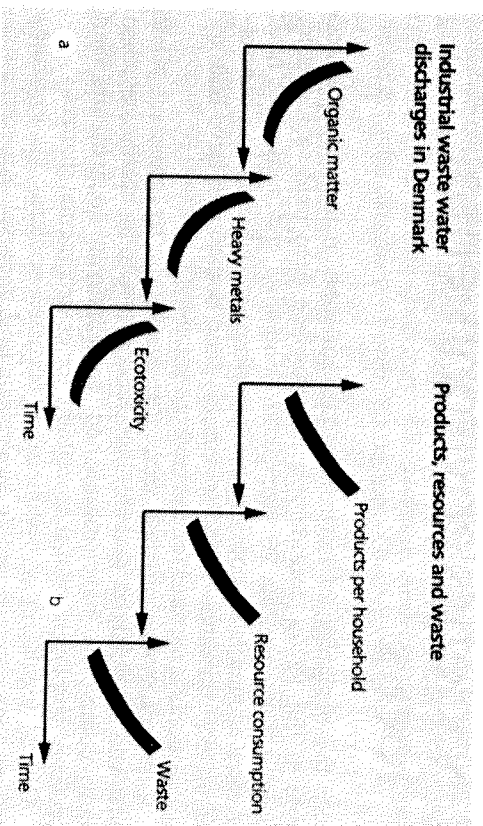 Industrial waste water
discharges in Denmark
Organic matter
Heavy metals
Ecotoxicity
Time
a
Products, resources and waste
Products per household
Resource consumption
Waste
Time
b